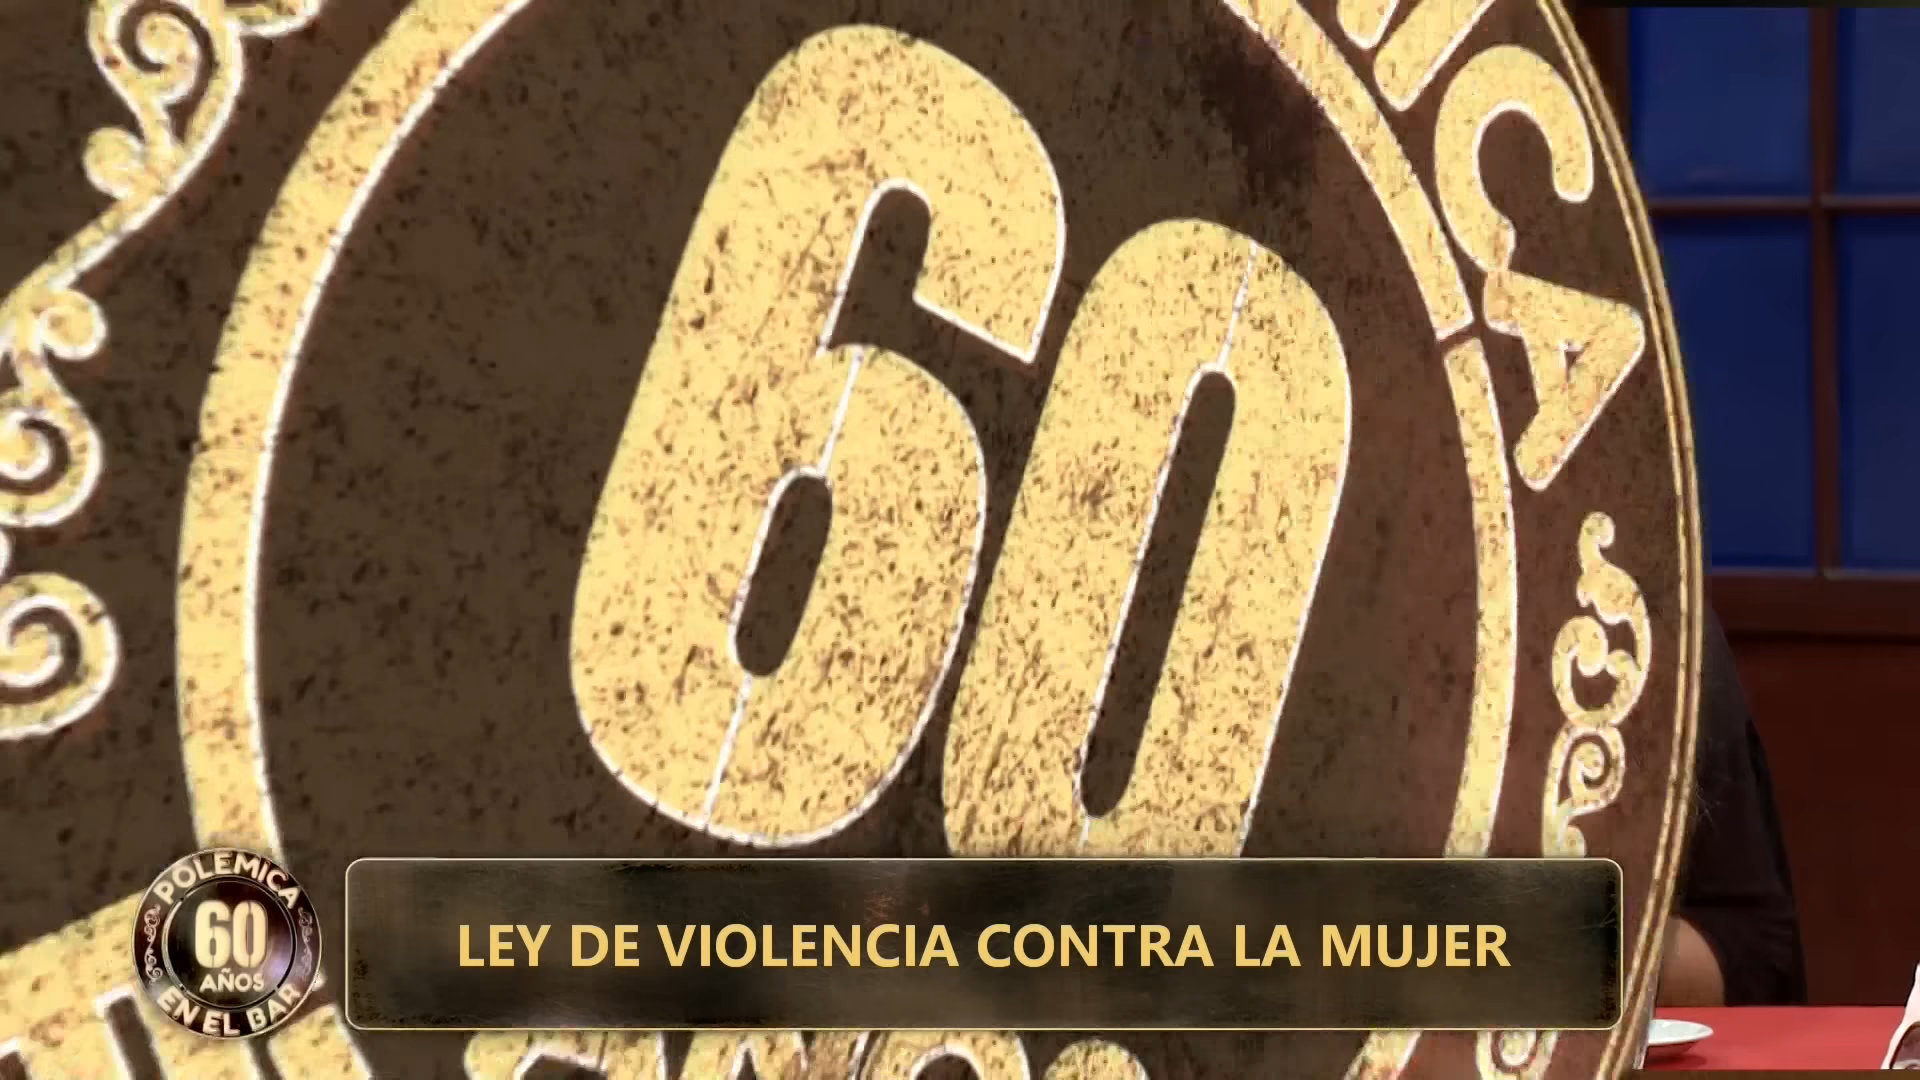 60
POLEMICA
60
AÑOS
EN EL BAR
LEY DE VIOLENCIA CONTRA LA MUJER